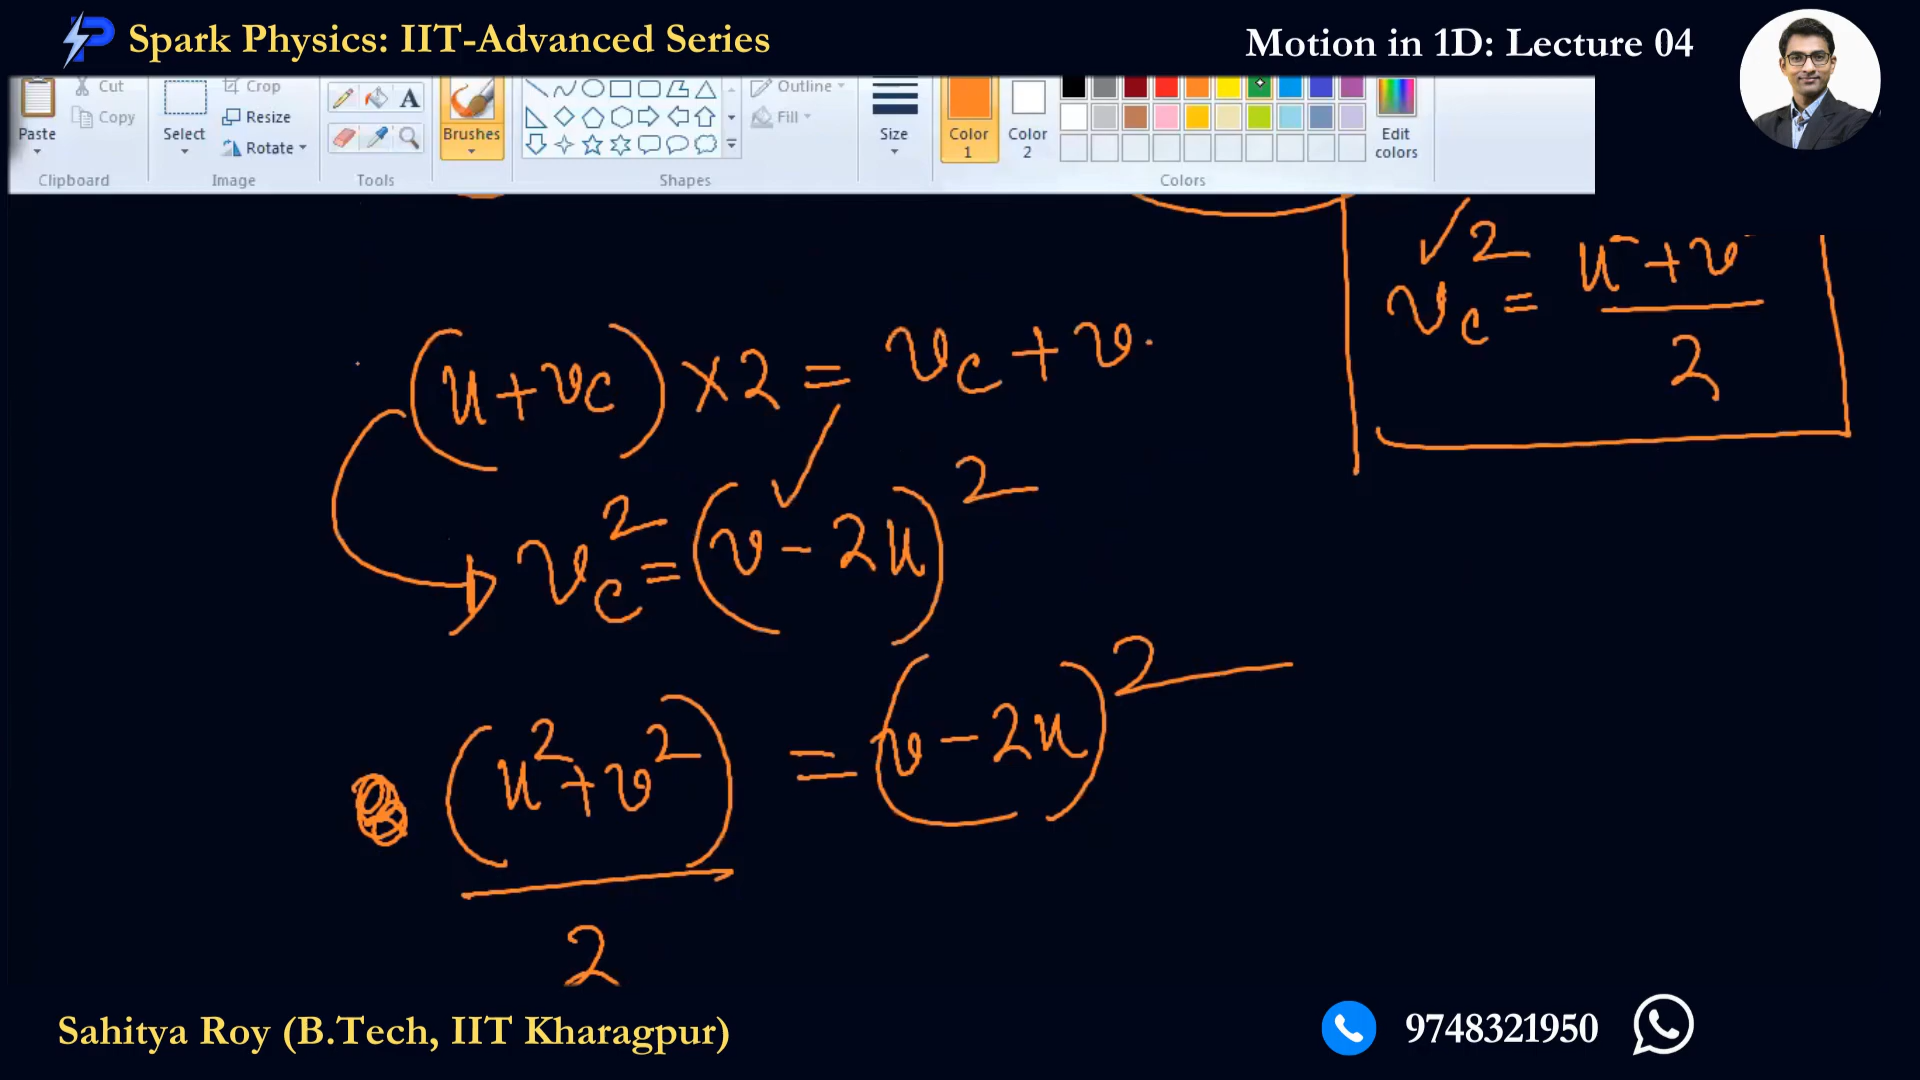 Spark Physics: IIT-Advanced Series
Motion in 1D: Lecture 04
Paste
Cut
Copy
Clipboard
Select
Crop
Resize
Rotate
Image
A
Tools
Brushes
Shapes
Outline
Fill
Size
Color 1
Color 2
Edit colors
Colors
v_c^2 = (u + v)/2
(u + v_c) × 2 = v_c + v.
v_c^2 = (v - 2u)^2
(u^2 + v^2)/2 = (v - 2u)^2
Sahitya Roy (B.Tech, IIT Kharagpur)
9748321950